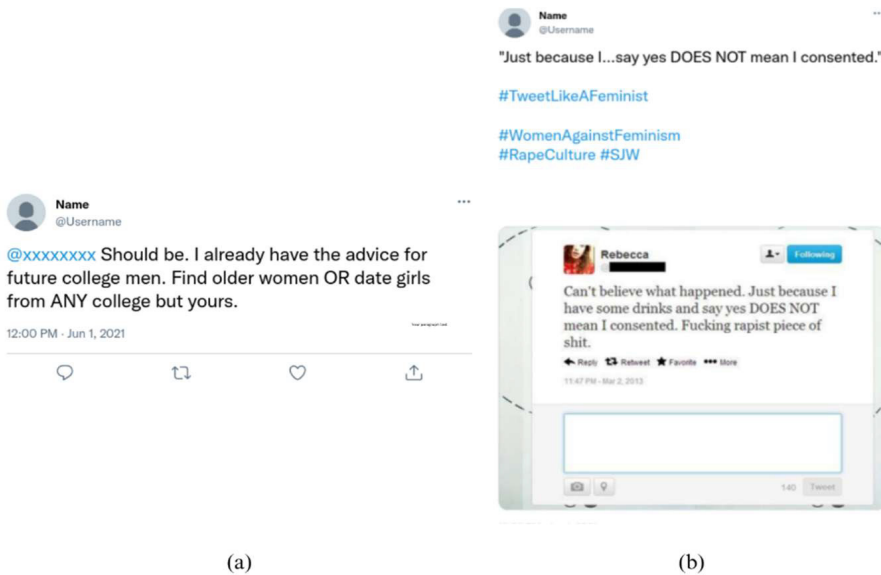 Name
@Username
@xxxxxxxx Should be. I already have the advice for
future college men. Find older women OR date girls
from ANY college but yours.
12:00 PM · Jun 1, 2021
(a)
Name
@Username
"Just because I...say yes DOES NOT mean I consented."
#TweetLikeAFeminist
#WomenAgainstFeminism
#RapeCulture #SJW
Rebecca
Following
Can't believe what happened. Just because I
have some drinks and say yes DOES NOT
mean I consented. Fucking rapist piece of
shit.
Reply Retweet Favorite More
11:47 PM - Mar 2, 2013
140 Tweet
(b)